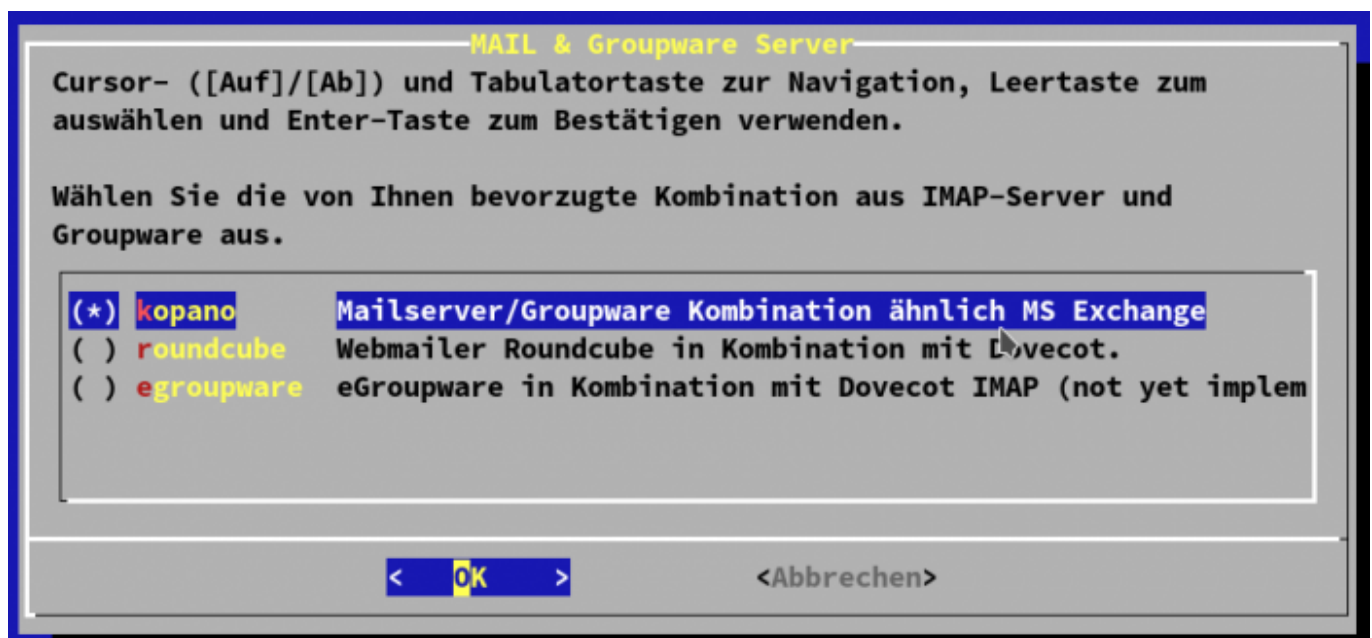 MAIL & Groupware Server
Cursor- ([Auf]/[Ab]) und Tabulatortaste zur Navigation, Leertaste zum
auswählen und Enter-Taste zum Bestätigen verwenden.
Wählen Sie die von Ihnen bevorzugte Kombination aus IMAP-Server und
Groupware aus.
(*) kopano Mailserver/Groupware Kombination ähnlich MS Exchange
( ) roundcube Webmailer Roundcube in Kombination mit Dovecot.
( ) egroupware eGroupware in Kombination mit Dovecot IMAP (not yet implem
< OK > <Abbrechen>